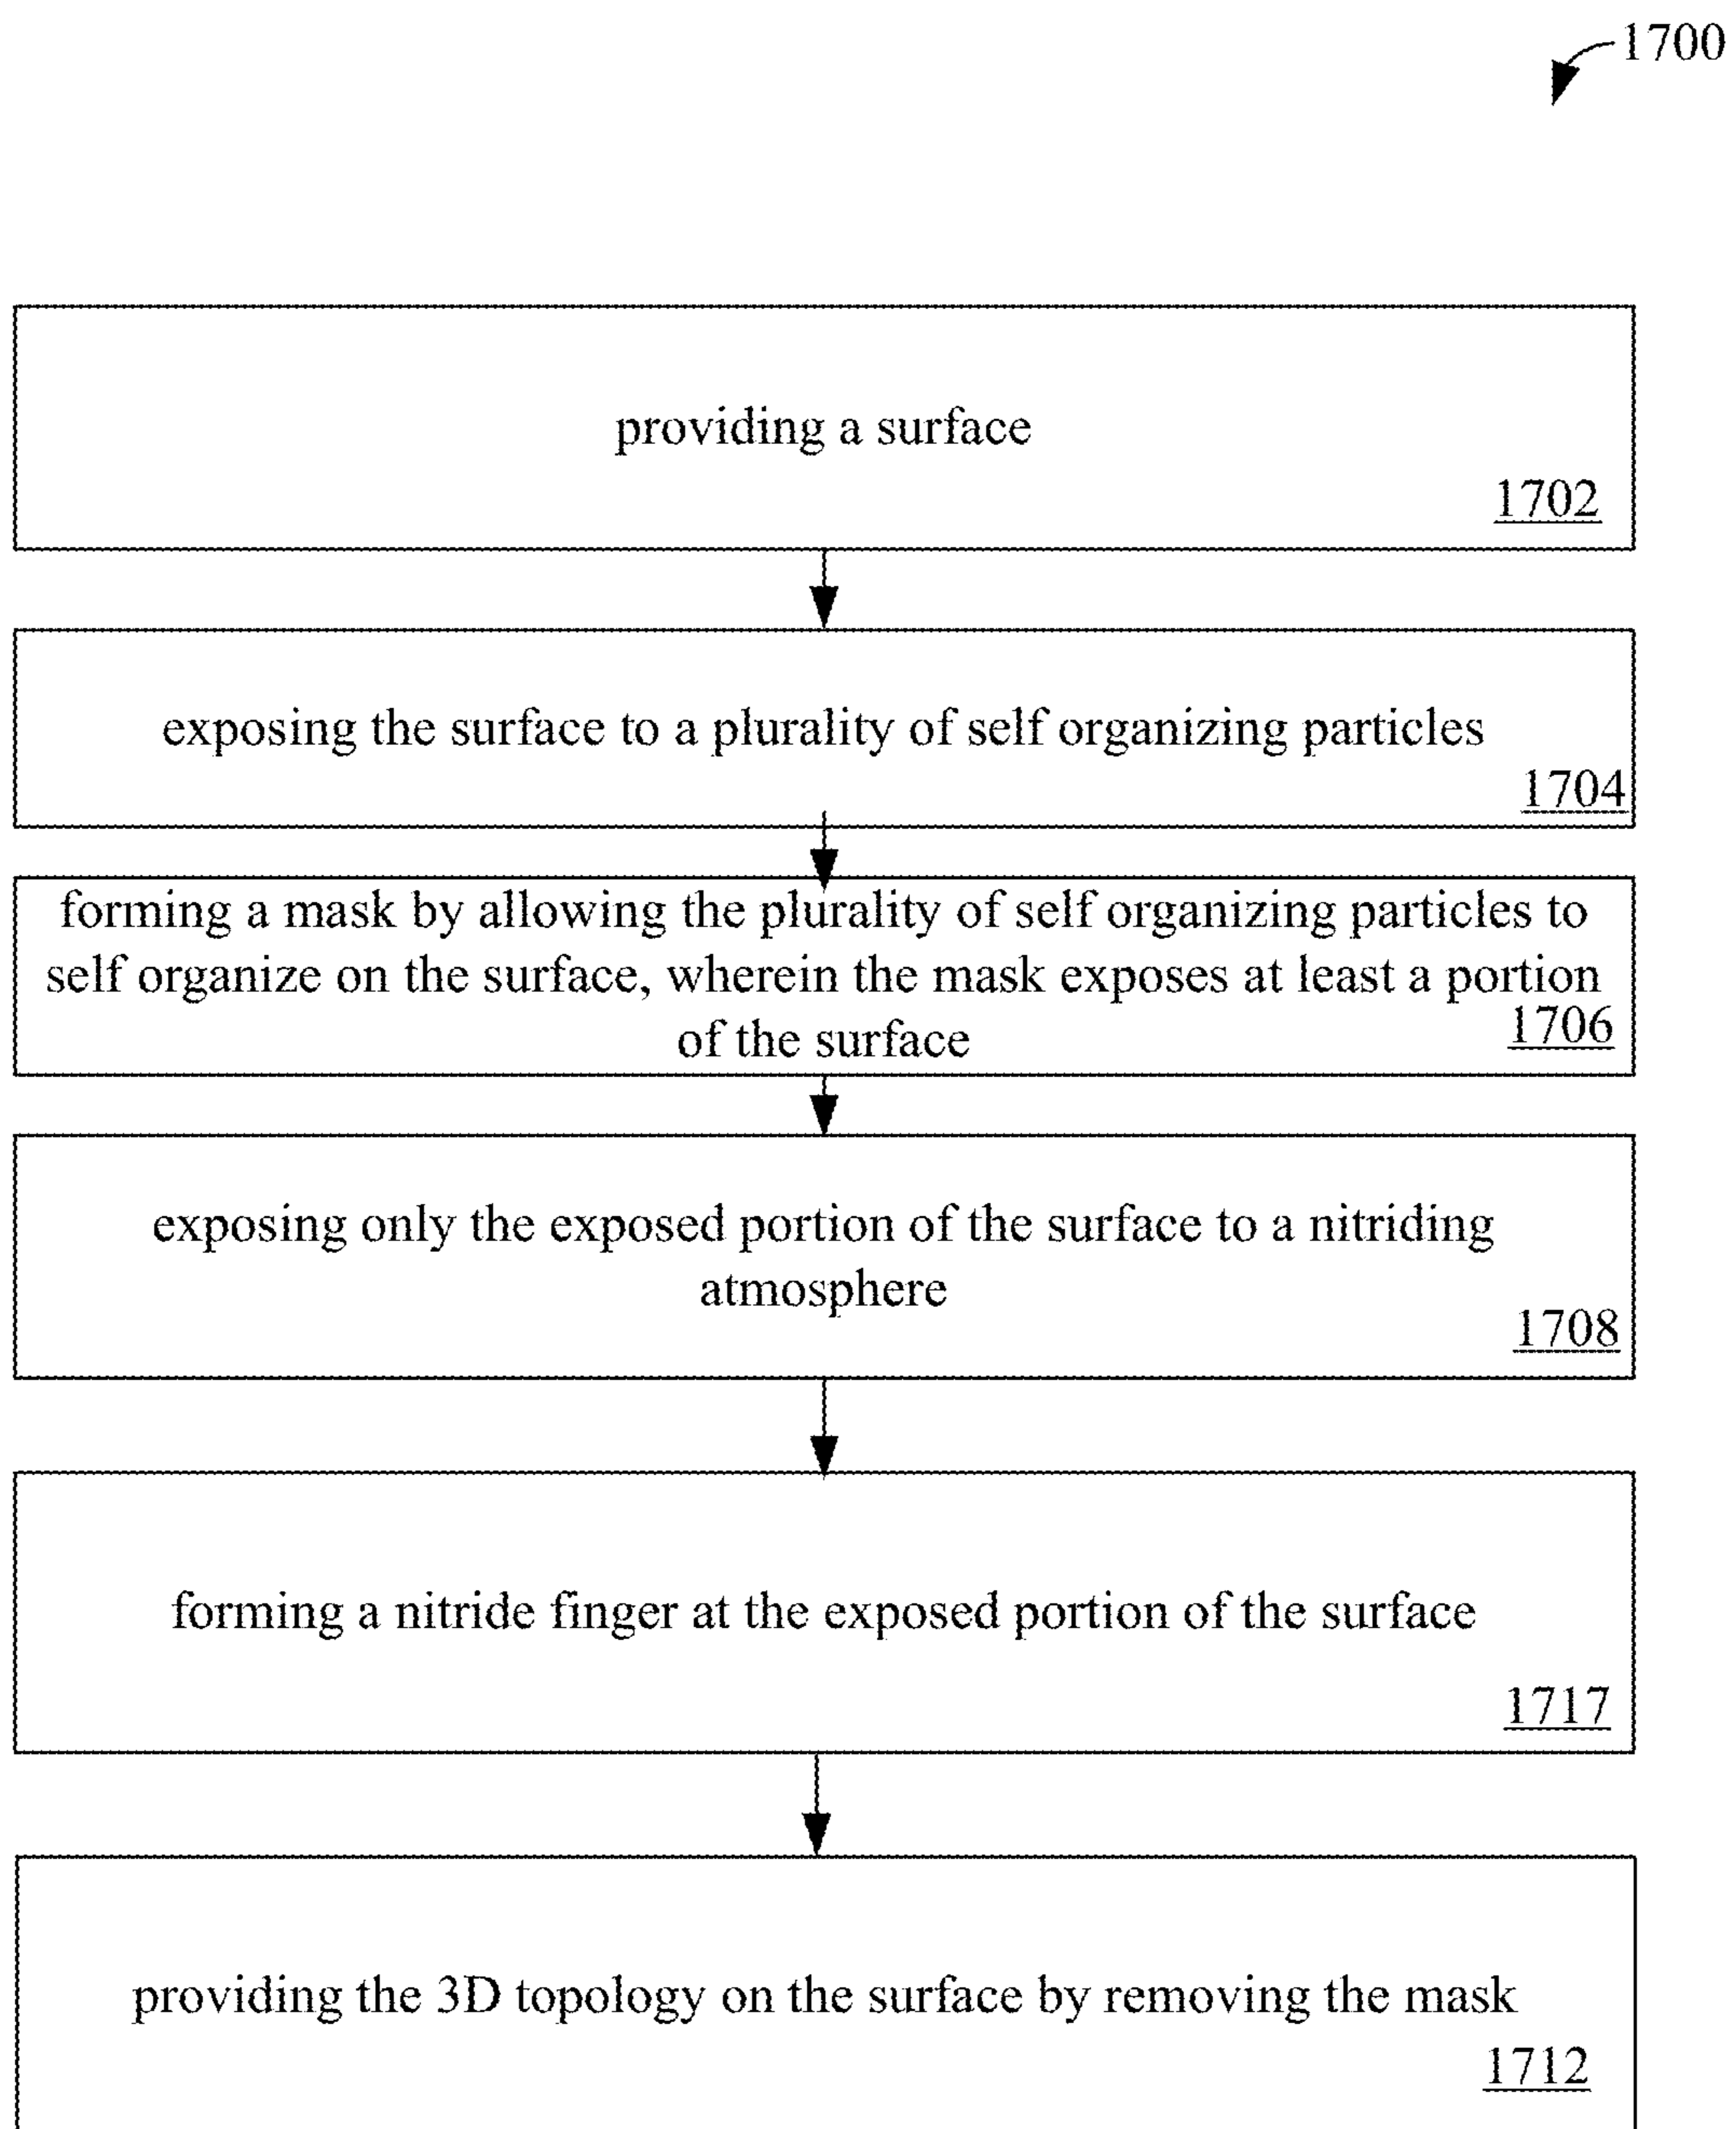 1700
providing a surface
1702
exposing the surface to a plurality of self organizing particles
1704
forming a mask by allowing the plurality of self organizing particles to
self organize on the surface, wherein the mask exposes at least a portion
of the surface
1706
exposing only the exposed portion of the surface to a nitriding
atmosphere
1708
forming a nitride finger at the exposed portion of the surface
1717
providing the 3D topology on the surface by removing the mask
1712